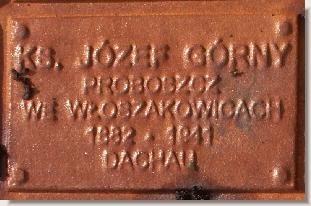 KS. JÓZEF GÓRNY
PROBOSZCZ
WE WŁOSZAKOWICACH
1882 • 1941
DACHAU